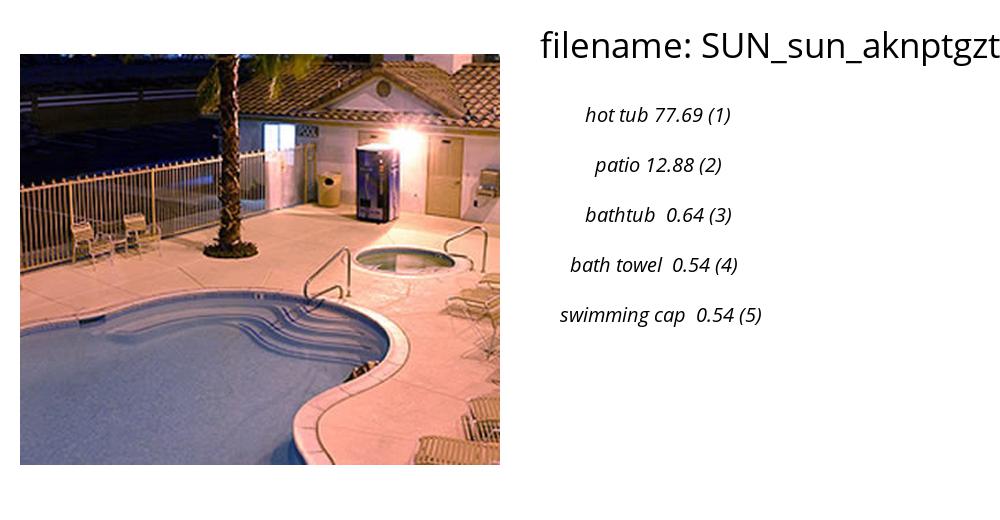 filename: SUN_sun_aknptgzt
hot tub 77.69 (1)
patio 12.88 (2)
bathtub 0.64 (3)
bath towel 0.54 (4)
swimming cap 0.54 (5)